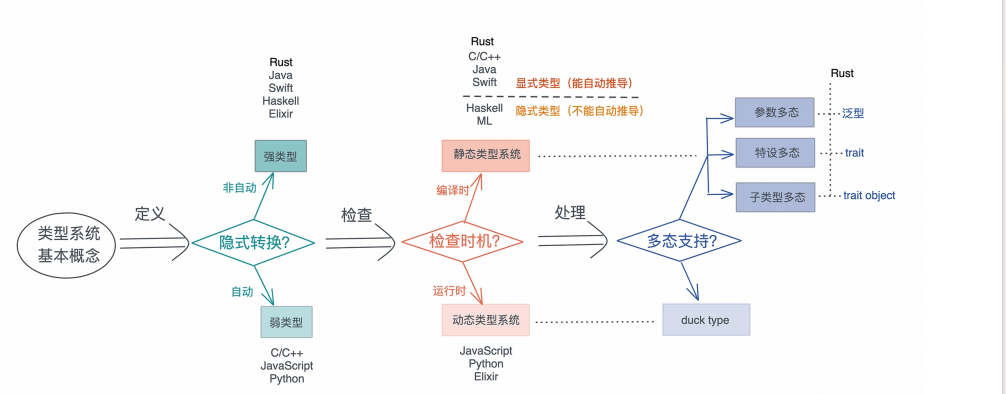 类型系统
基本概念
定义
Rust
Java
Swift
Haskell
Elixir
强类型
非自动
隐式转换?
自动
弱类型
C/C++
JavaScript
Python
检查
Rust
C/C++
Java
Swift
显式类型（能自动推导）
Haskell
ML
隐式类型（不能自动推导）
静态类型系统
编译时
检查时机?
运行时
动态类型系统
JavaScript
Python
Elixir
处理
多态支持?
Rust
参数多态
泛型
特设多态
trait
子类型多态
trait object
duck type